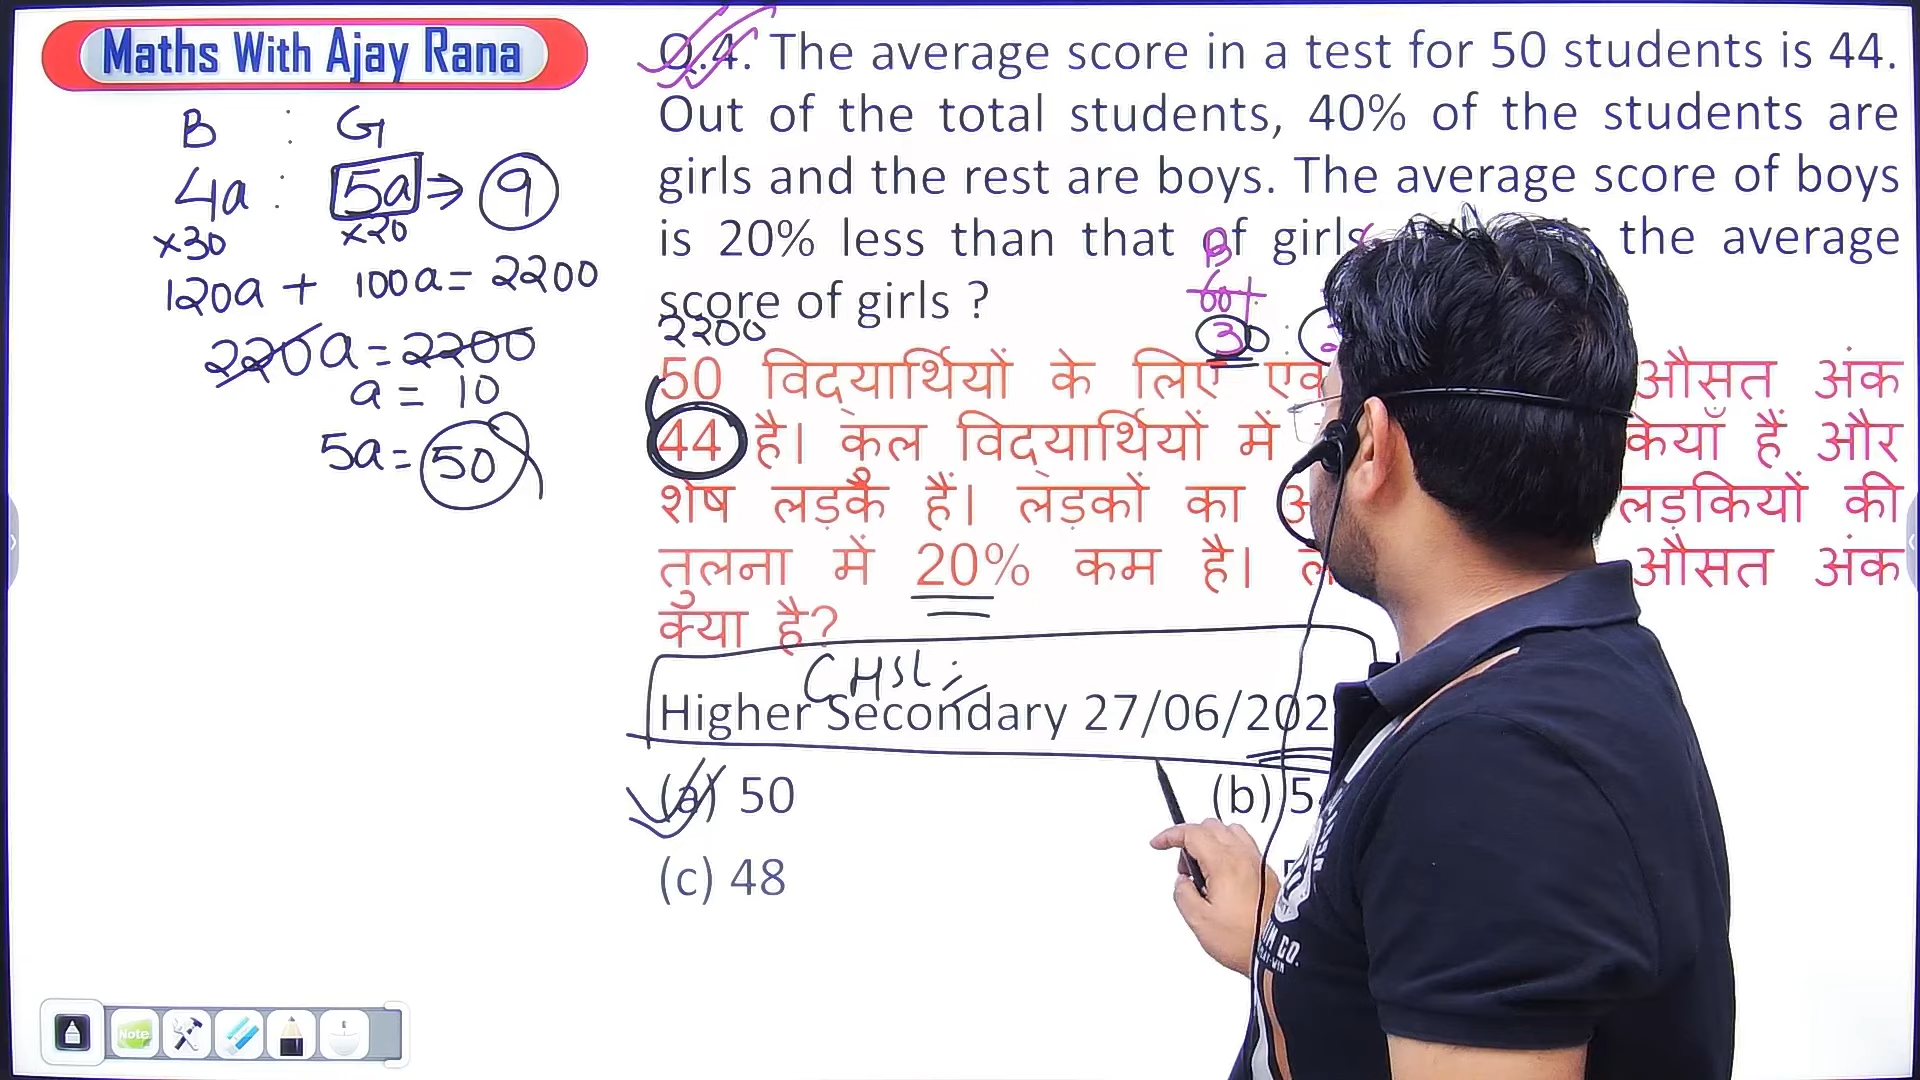 Maths With Ajay Rana
B : G
4a : 5a ⇒ 9
×30 ×20
120a + 100a = 2200
220a = 2200
a = 10
5a = 50
Q.4. The average score in a test for 50 students is 44.
Out of the total students, 40% of the students are
girls and the rest are boys. The average score of boys
is 20% less than that of girls the average
score of girls ?
2200
B
60
30 :
50 विद्यार्थियों के लिए औसत अंक
44 है। कुल विद्यार्थियों में हैं और
शेष लड़के हैं। लड़कों का लड़कियों की
तुलना में 20% कम है। औसत अंक
क्या है?
CHSL
Higher Secondary 27/06/202
(a) 50
(b) 5
(c) 48
Note